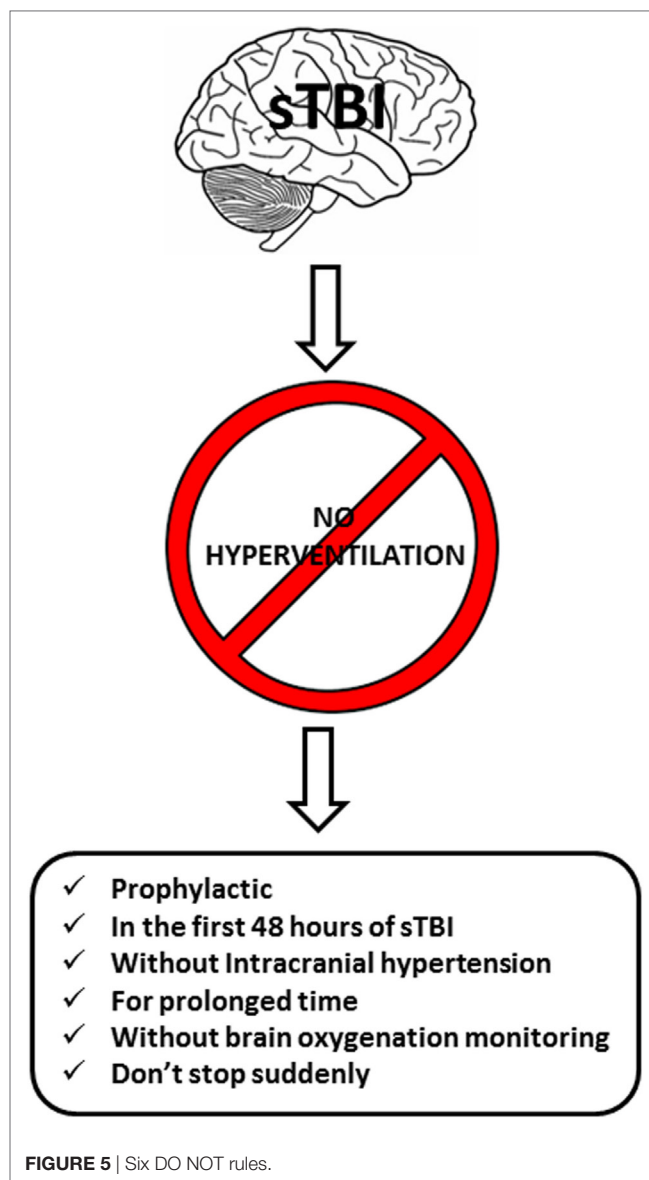 sTBI
NO
HYPERVENTILATION
✓ Prophylactic
✓ In the first 48 hours of sTBI
✓ Without Intracranial hypertension
✓ For prolonged time
✓ Without brain oxygenation monitoring
✓ Don't stop suddenly
FIGURE 5 | Six DO NOT rules.